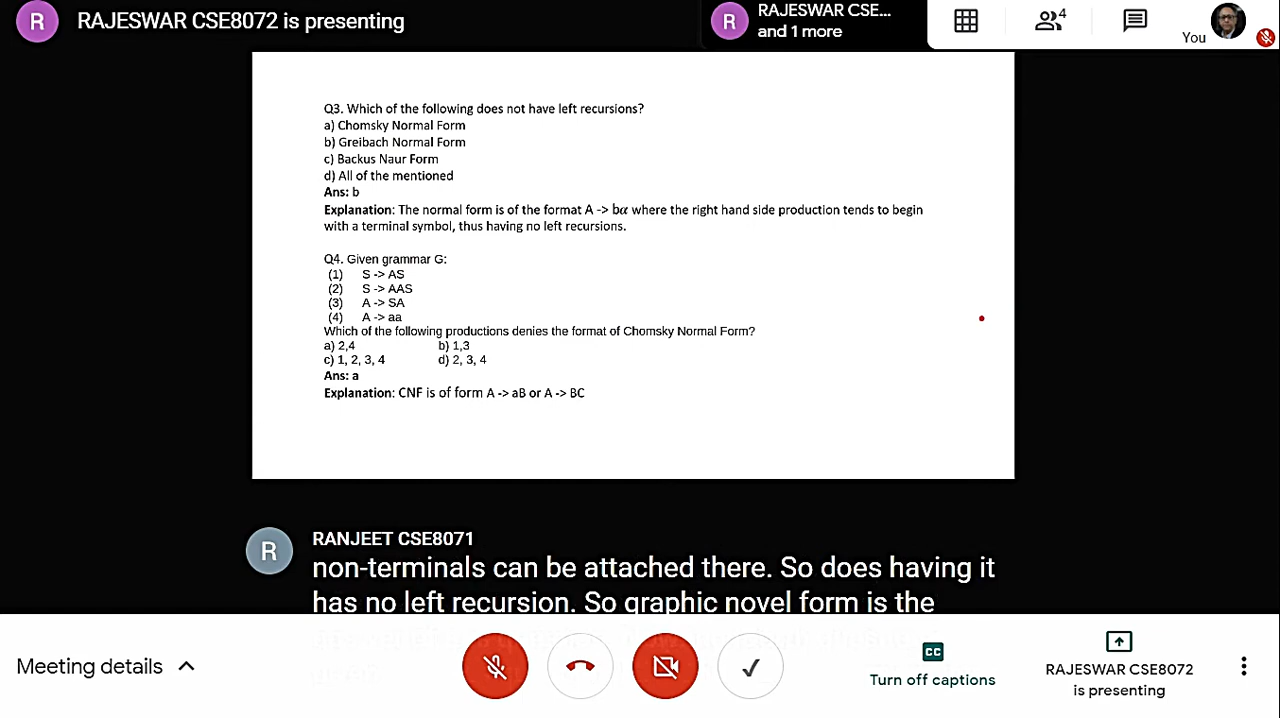 R
RAJESWAR CSE8072 is presenting
R
RAJESWAR CSE...
and 1 more
4
You
Q3. Which of the following does not have left recursions?
a) Chomsky Normal Form
b) Greibach Normal Form
c) Backus Naur Form
d) All of the mentioned
Ans: b
Explanation: The normal form is of the format A -> bα where the right hand side production tends to begin
with a terminal symbol, thus having no left recursions.
Q4. Given grammar G:
(1) S -> AS
(2) S -> AAS
(3) A -> SA
(4) A -> aa
Which of the following productions denies the format of Chomsky Normal Form?
a) 2,4 b) 1,3
c) 1, 2, 3, 4 d) 2, 3, 4
Ans: a
Explanation: CNF is of form A -> aB or A -> BC
R
RANJEET CSE8071
non-terminals can be attached there. So does having it
has no left recursion. So graphic novel form is the
Meeting details
CC
Turn off captions
RAJESWAR CSE8072
is presenting